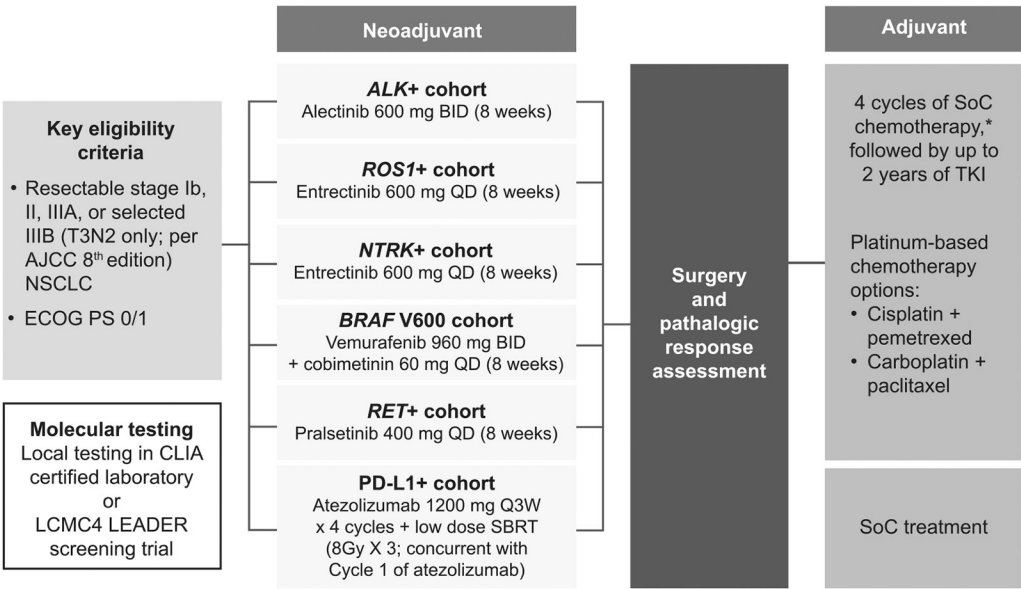 Neoadjuvant
Adjuvant
Key eligibility
criteria
• Resectable stage Ib,
II, IIIA, or selected
IIIB (T3N2 only; per
AJCC 8th edition)
NSCLC
• ECOG PS 0/1
Molecular testing
Local testing in CLIA
certified laboratory
or
LCMC4 LEADER
screening trial
ALK+ cohort
Alectinib 600 mg BID (8 weeks)
ROS1+ cohort
Entrectinib 600 mg QD (8 weeks)
NTRK+ cohort
Entrectinib 600 mg QD (8 weeks)
BRAF V600 cohort
Vemurafenib 960 mg BID
+ cobimetinin 60 mg QD (8 weeks)
RET+ cohort
Pralsetinib 400 mg QD (8 weeks)
PD-L1+ cohort
Atezolizumab 1200 mg Q3W
x 4 cycles + low dose SBRT
(8Gy X 3; concurrent with
Cycle 1 of atezolizumab)
Surgery
and
pathalogic
response
assessment
4 cycles of SoC
chemotherapy,*
followed by up to
2 years of TKI
Platinum-based
chemotherapy
options:
• Cisplatin +
pemetrexed
• Carboplatin +
paclitaxel
SoC treatment